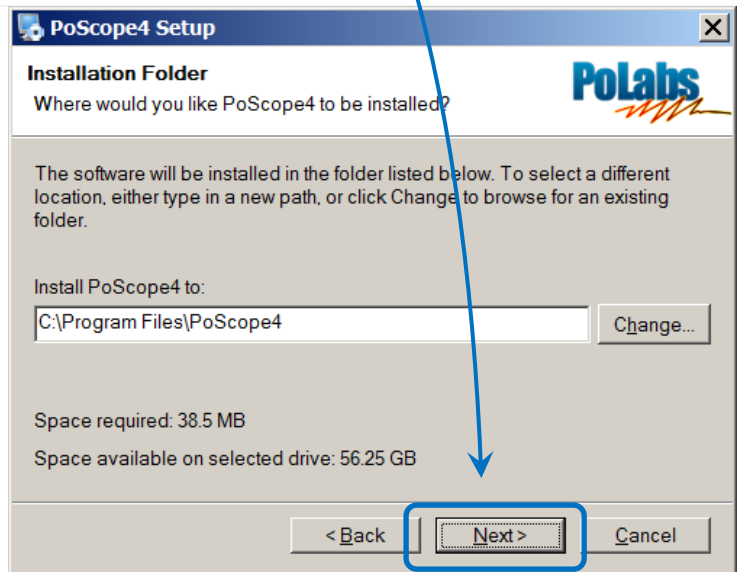 PoScope4 Setup
Installation Folder
Where would you like PoScope4 to be installed?
PoLabs
The software will be installed in the folder listed below. To select a different
location, either type in a new path, or click Change to browse for an existing
folder.
Install PoScope4 to:
C:\Program Files\PoScope4
Change...
Space required: 38.5 MB
Space available on selected drive: 56.25 GB
< Back
Next >
Cancel